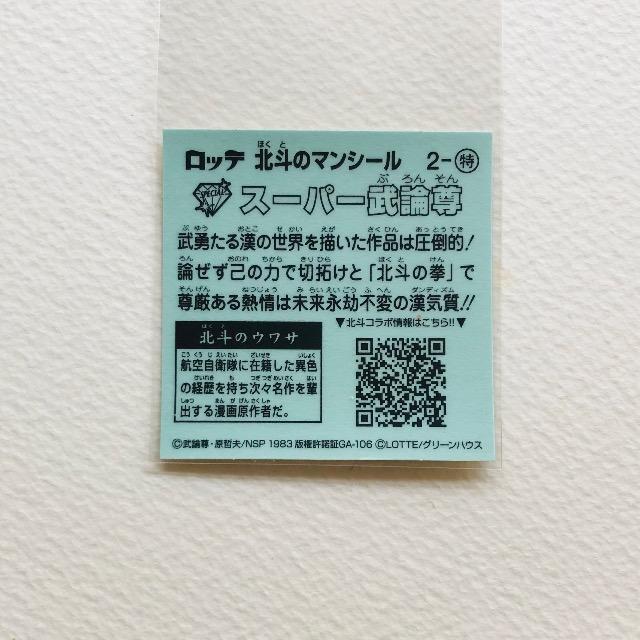 ロッテ 北斗のマンシール 2-特
スーパー武論尊
武勇たる漢の世界を描いた作品は圧倒的!
論ぜず己の力で切拓けと「北斗の拳」で
尊厳ある熱情は未来永劫不変の漢気質!!
▼北斗コラボ情報はこちら!!▼
北斗のウワサ
航空自衛隊に在籍した異色
の経歴を持ち次々名作を輩
出する漫画原作者だ。
©武論尊・原哲夫/NSP 1983 版権許諾証GA-106 ©LOTTE/グリーンハウス